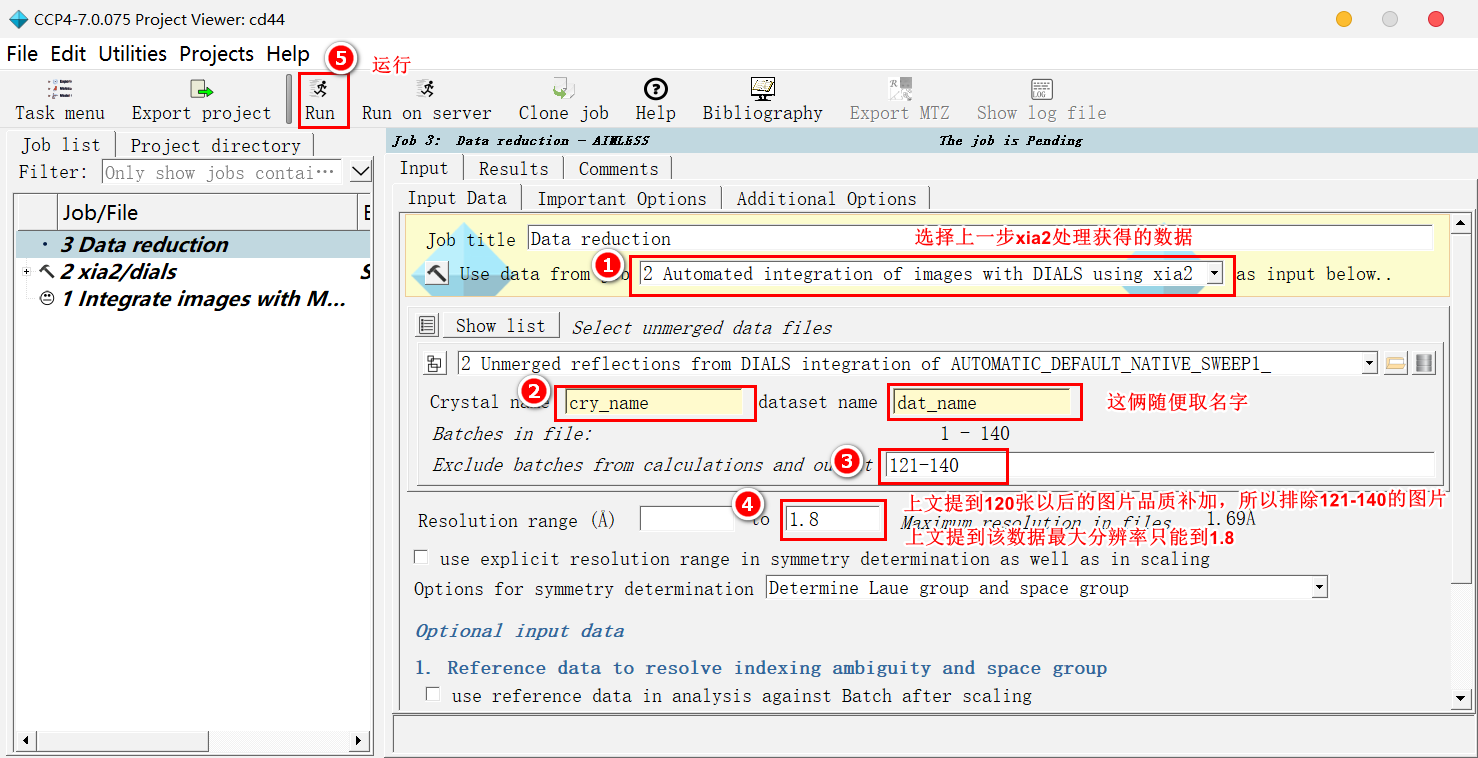 CCP4-7.0.075 Project Viewer: cd44
File Edit Utilities Projects Help
5 运行
Task menu Export project Run Run on server Clone job Help Bibliography Export MTZ Show log file
Job list Project directory
Filter: Only show jobs contai···
Job/File
3 Data reduction
2 xia2/dials
1 Integrate images with M...
Job 3: Data reduction - AIMLESS The job is Pending
Input Results Comments
Input Data Important Options Additional Options
Job title Data reduction 选择上一步xia2处理获得的数据
Use data from 1 2 Automated integration of images with DIALS using xia2 as input below..
Show list Select unmerged data files
2 Unmerged reflections from DIALS integration of AUTOMATIC_DEFAULT_NATIVE_SWEEP1_
2
Crystal name cry_name dataset name dat_name 这俩随便取名字
Batches in file: 1 - 140
Exclude batches from calculations and ou 3 t 121-140
4 上文提到120张以后的图片品质补加，所以排除121-140的图片
Resolution range (Å) to 1.8 Maximum resolution in files 1.69A
上文提到该数据最大分辨率只能到1.8
use explicit resolution range in symmetry determination as well as in scaling
Options for symmetry determination Determine Laue group and space group
Optional input data
1. Reference data to resolve indexing ambiguity and space group
use reference data in analysis against Batch after scaling